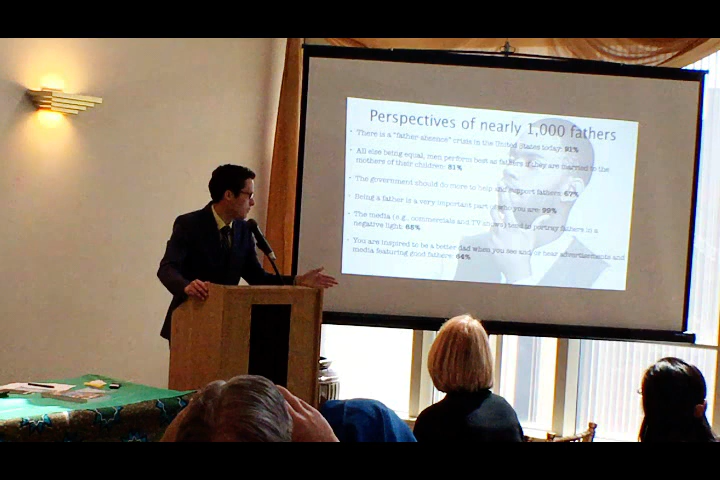 Perspectives of nearly 1,000 fathers
• There is a "father absence" crisis in the United States today: 91%
• All else being equal, men perform best as fathers if they are married to the
mothers of their children: 81%
• The government should do more to help and support fathers: 67%
• Being a father is a very important part of who you are: 99%
• The media (e.g., commercials and TV shows) tend to portray fathers in a
negative light:
• You are inspired to be a better dad when you see and/or hear advertisements and
media featuring good fathers: 64%